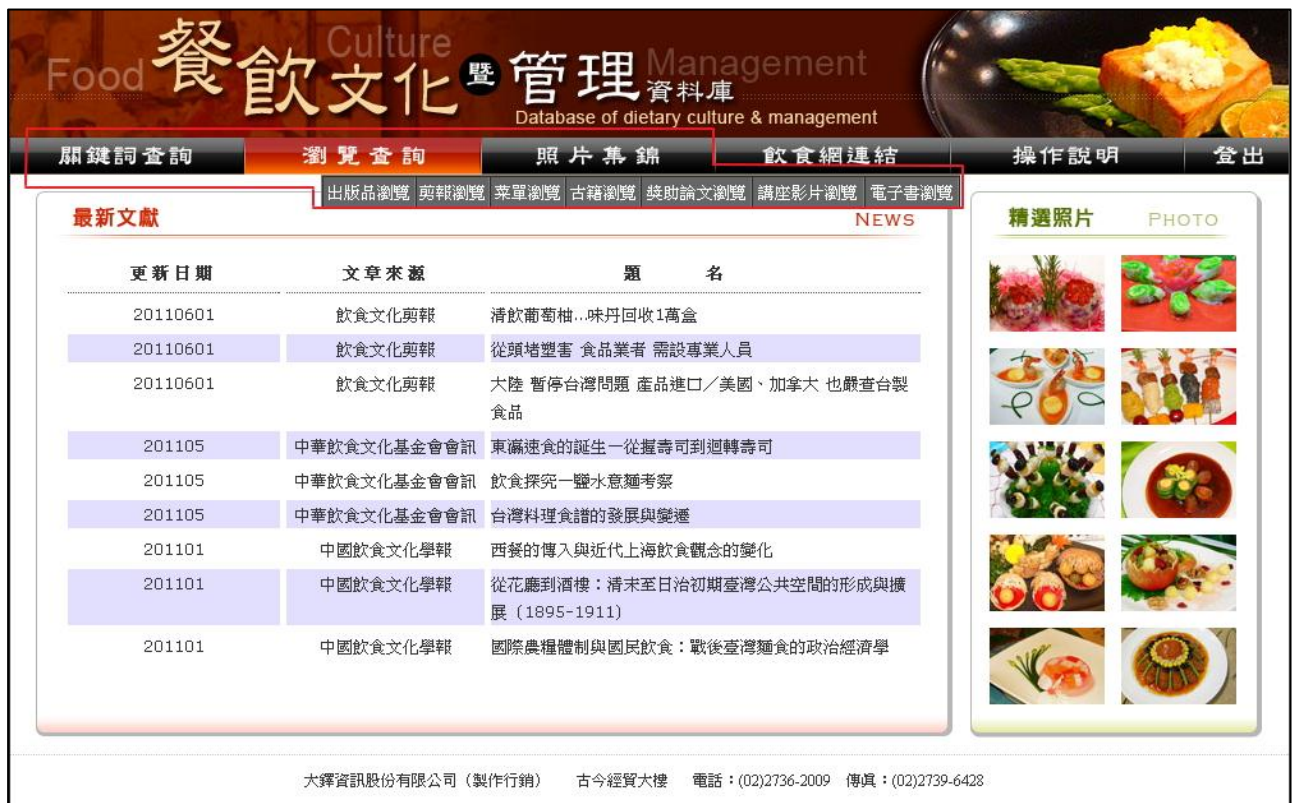 Food 餐飲文化暨管理資料庫 Culture Management
Database of dietary culture & management
關鍵詞查詢 瀏覽查詢 照片集錦 飲食網連結 操作說明 登出
出版品瀏覽 剪報瀏覽 菜單瀏覽 古籍瀏覽 獎助論文瀏覽 講座影片瀏覽 電子書瀏覽
最新文獻 NEWS
精選照片 PHOTO
更新日期 文章來源 題 名
20110601 飲食文化剪報 清飲葡萄柚...味丹回收1萬盒
20110601 飲食文化剪報 從頭堵塑害 食品業者 需設專業人員
20110601 飲食文化剪報 大陸 暫停台灣問題 產品進口／美國、加拿大 也嚴查台製
食品
201105 中華飲食文化基金會會訊 東瀛速食的誕生—從握壽司到迴轉壽司
201105 中華飲食文化基金會會訊 飲食探究—鹽水意麵考察
201105 中華飲食文化基金會會訊 台灣料理食譜的發展與變遷
201101 中國飲食文化學報 西餐的傳入與近代上海飲食觀念的變化
201101 中國飲食文化學報 從花廳到酒樓：清末至日治初期臺灣公共空間的形成與擴
展（1895-1911）
201101 中國飲食文化學報 國際農糧體制與國民飲食：戰後臺灣麵食的政治經濟學
大鐸資訊股份有限公司（製作行銷） 古今經貿大樓 電話：(02)2736-2009 傳真：(02)2739-6428